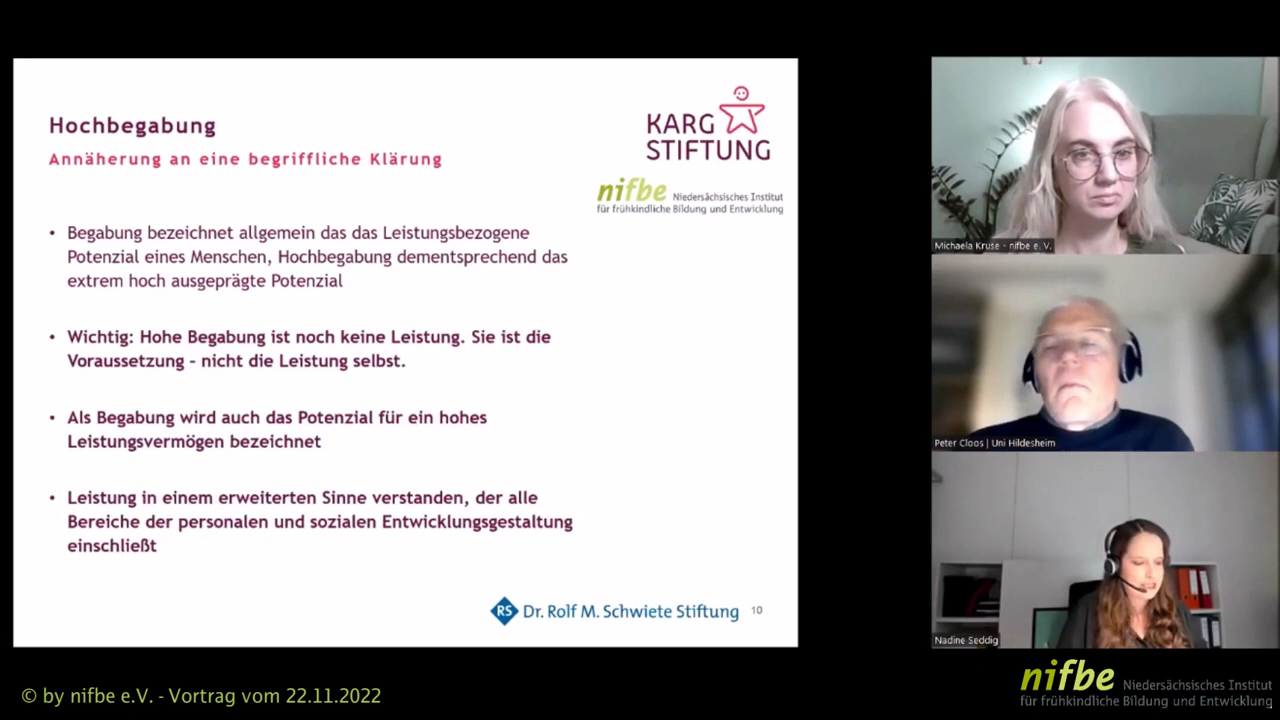 Hochbegabung
Annäherung an eine begriffliche Klärung
KARG
STIFTUNG
nifbe Niedersächsisches Institut
für frühkindliche Bildung und Entwicklung
• Begabung bezeichnet allgemein das das Leistungsbezogene
Potenzial eines Menschen, Hochbegabung dementsprechend das
extrem hoch ausgeprägte Potenzial
• Wichtig: Hohe Begabung ist noch keine Leistung. Sie ist die
Voraussetzung – nicht die Leistung selbst.
• Als Begabung wird auch das Potenzial für ein hohes
Leistungsvermögen bezeichnet
• Leistung in einem erweiterten Sinne verstanden, der alle
Bereiche der personalen und sozialen Entwicklungsgestaltung
einschließt
RS Dr. Rolf M. Schwiete Stiftung 10
Michaela Kruse - nifbe e. V.
Peter Cloos | Uni Hildesheim
Nadine Seddig
© by nifbe e.V. - Vortrag vom 22.11.2022
nifbe Niedersächsisches Institut
für frühkindliche Bildung und Entwicklung